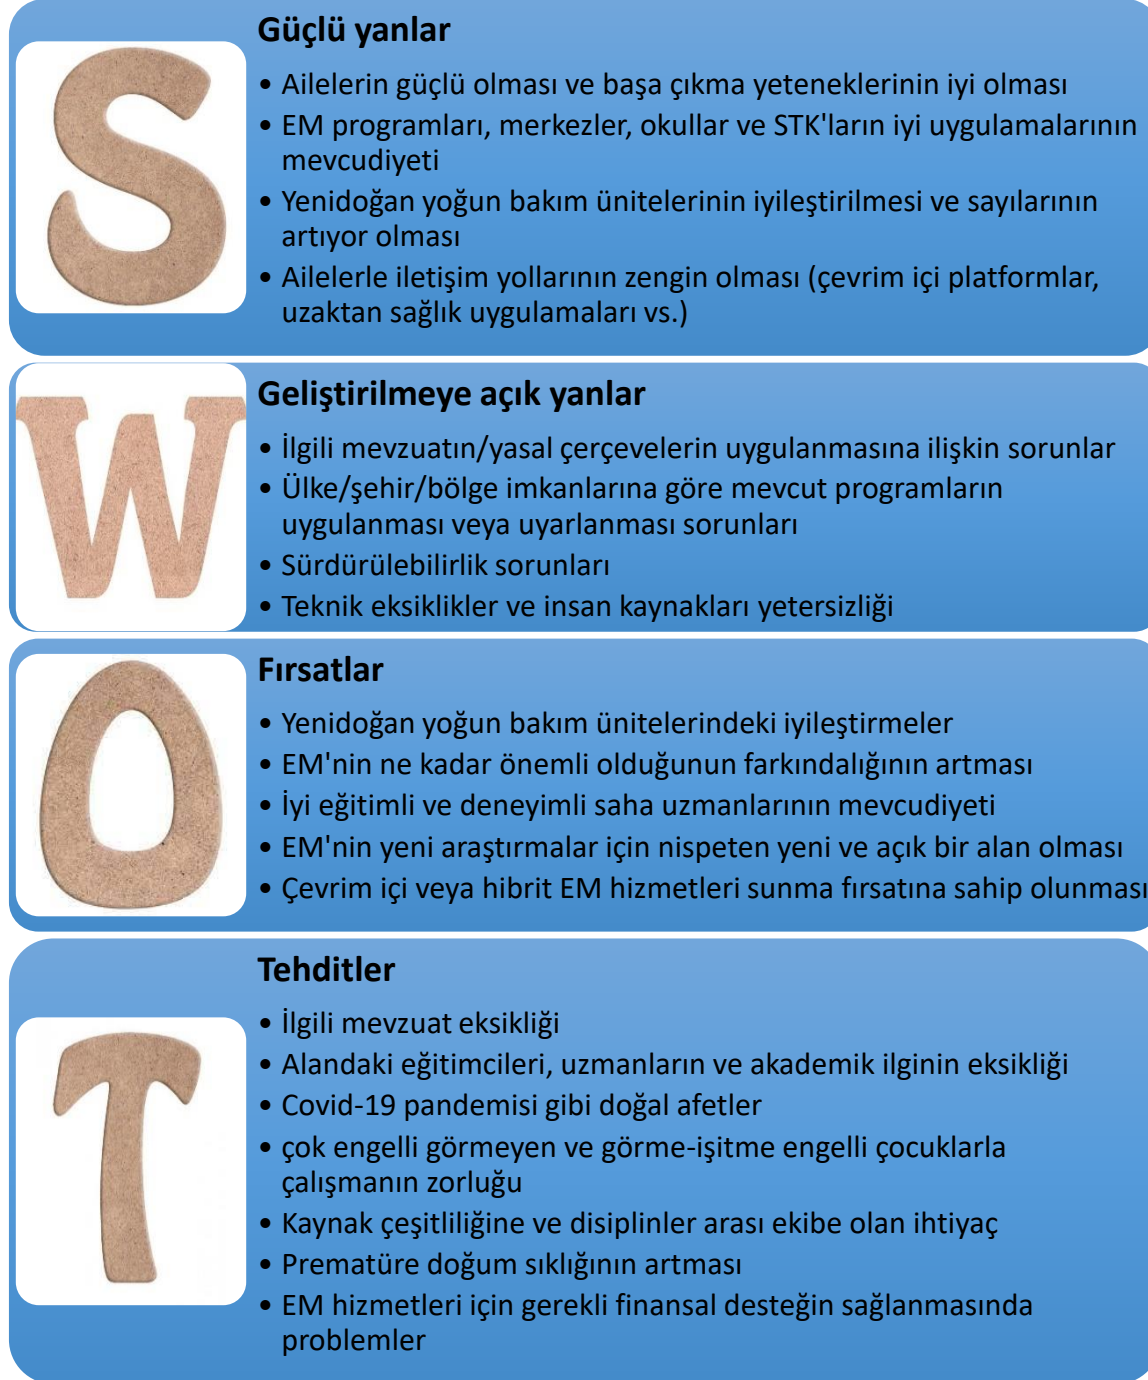 S
Güçlü yanlar
• Ailelerin güçlü olması ve başa çıkma yeteneklerinin iyi olması
• EM programları, merkezler, okullar ve STK'ların iyi uygulamalarının
mevcudiyeti
• Yenidoğan yoğun bakım ünitelerinin iyileştirilmesi ve sayılarının
artıyor olması
• Ailelerle iletişim yollarının zengin olması (çevrim içi platformlar,
uzaktan sağlık uygulamaları vs.)
W
Geliştirilmeye açık yanlar
• İlgili mevzuatın/yasal çerçevelerin uygulanmasına ilişkin sorunlar
• Ülke/şehir/bölge imkanlarına göre mevcut programların
uygulanması veya uyarlanması sorunları
• Sürdürülebilirlik sorunları
• Teknik eksiklikler ve insan kaynakları yetersizliği
O
Fırsatlar
• Yenidoğan yoğun bakım ünitelerindeki iyileştirmeler
• EM'nin ne kadar önemli olduğunun farkındalığının artması
• İyi eğitimli ve deneyimli saha uzmanlarının mevcudiyeti
• EM'nin yeni araştırmalar için nispeten yeni ve açık bir alan olması
• Çevrim içi veya hibrit EM hizmetleri sunma fırsatına sahip olunması
T
Tehditler
• İlgili mevzuat eksikliği
• Alandaki eğitimcileri, uzmanların ve akademik ilginin eksikliği
• Covid-19 pandemisi gibi doğal afetler
• çok engelli görmeyen ve görme-işitme engelli çocuklarla
çalışmanın zorluğu
• Kaynak çeşitliliğine ve disiplinler arası ekibe olan ihtiyaç
• Prematüre doğum sıklığının artması
• EM hizmetleri için gerekli finansal desteğin sağlanmasında
problemler